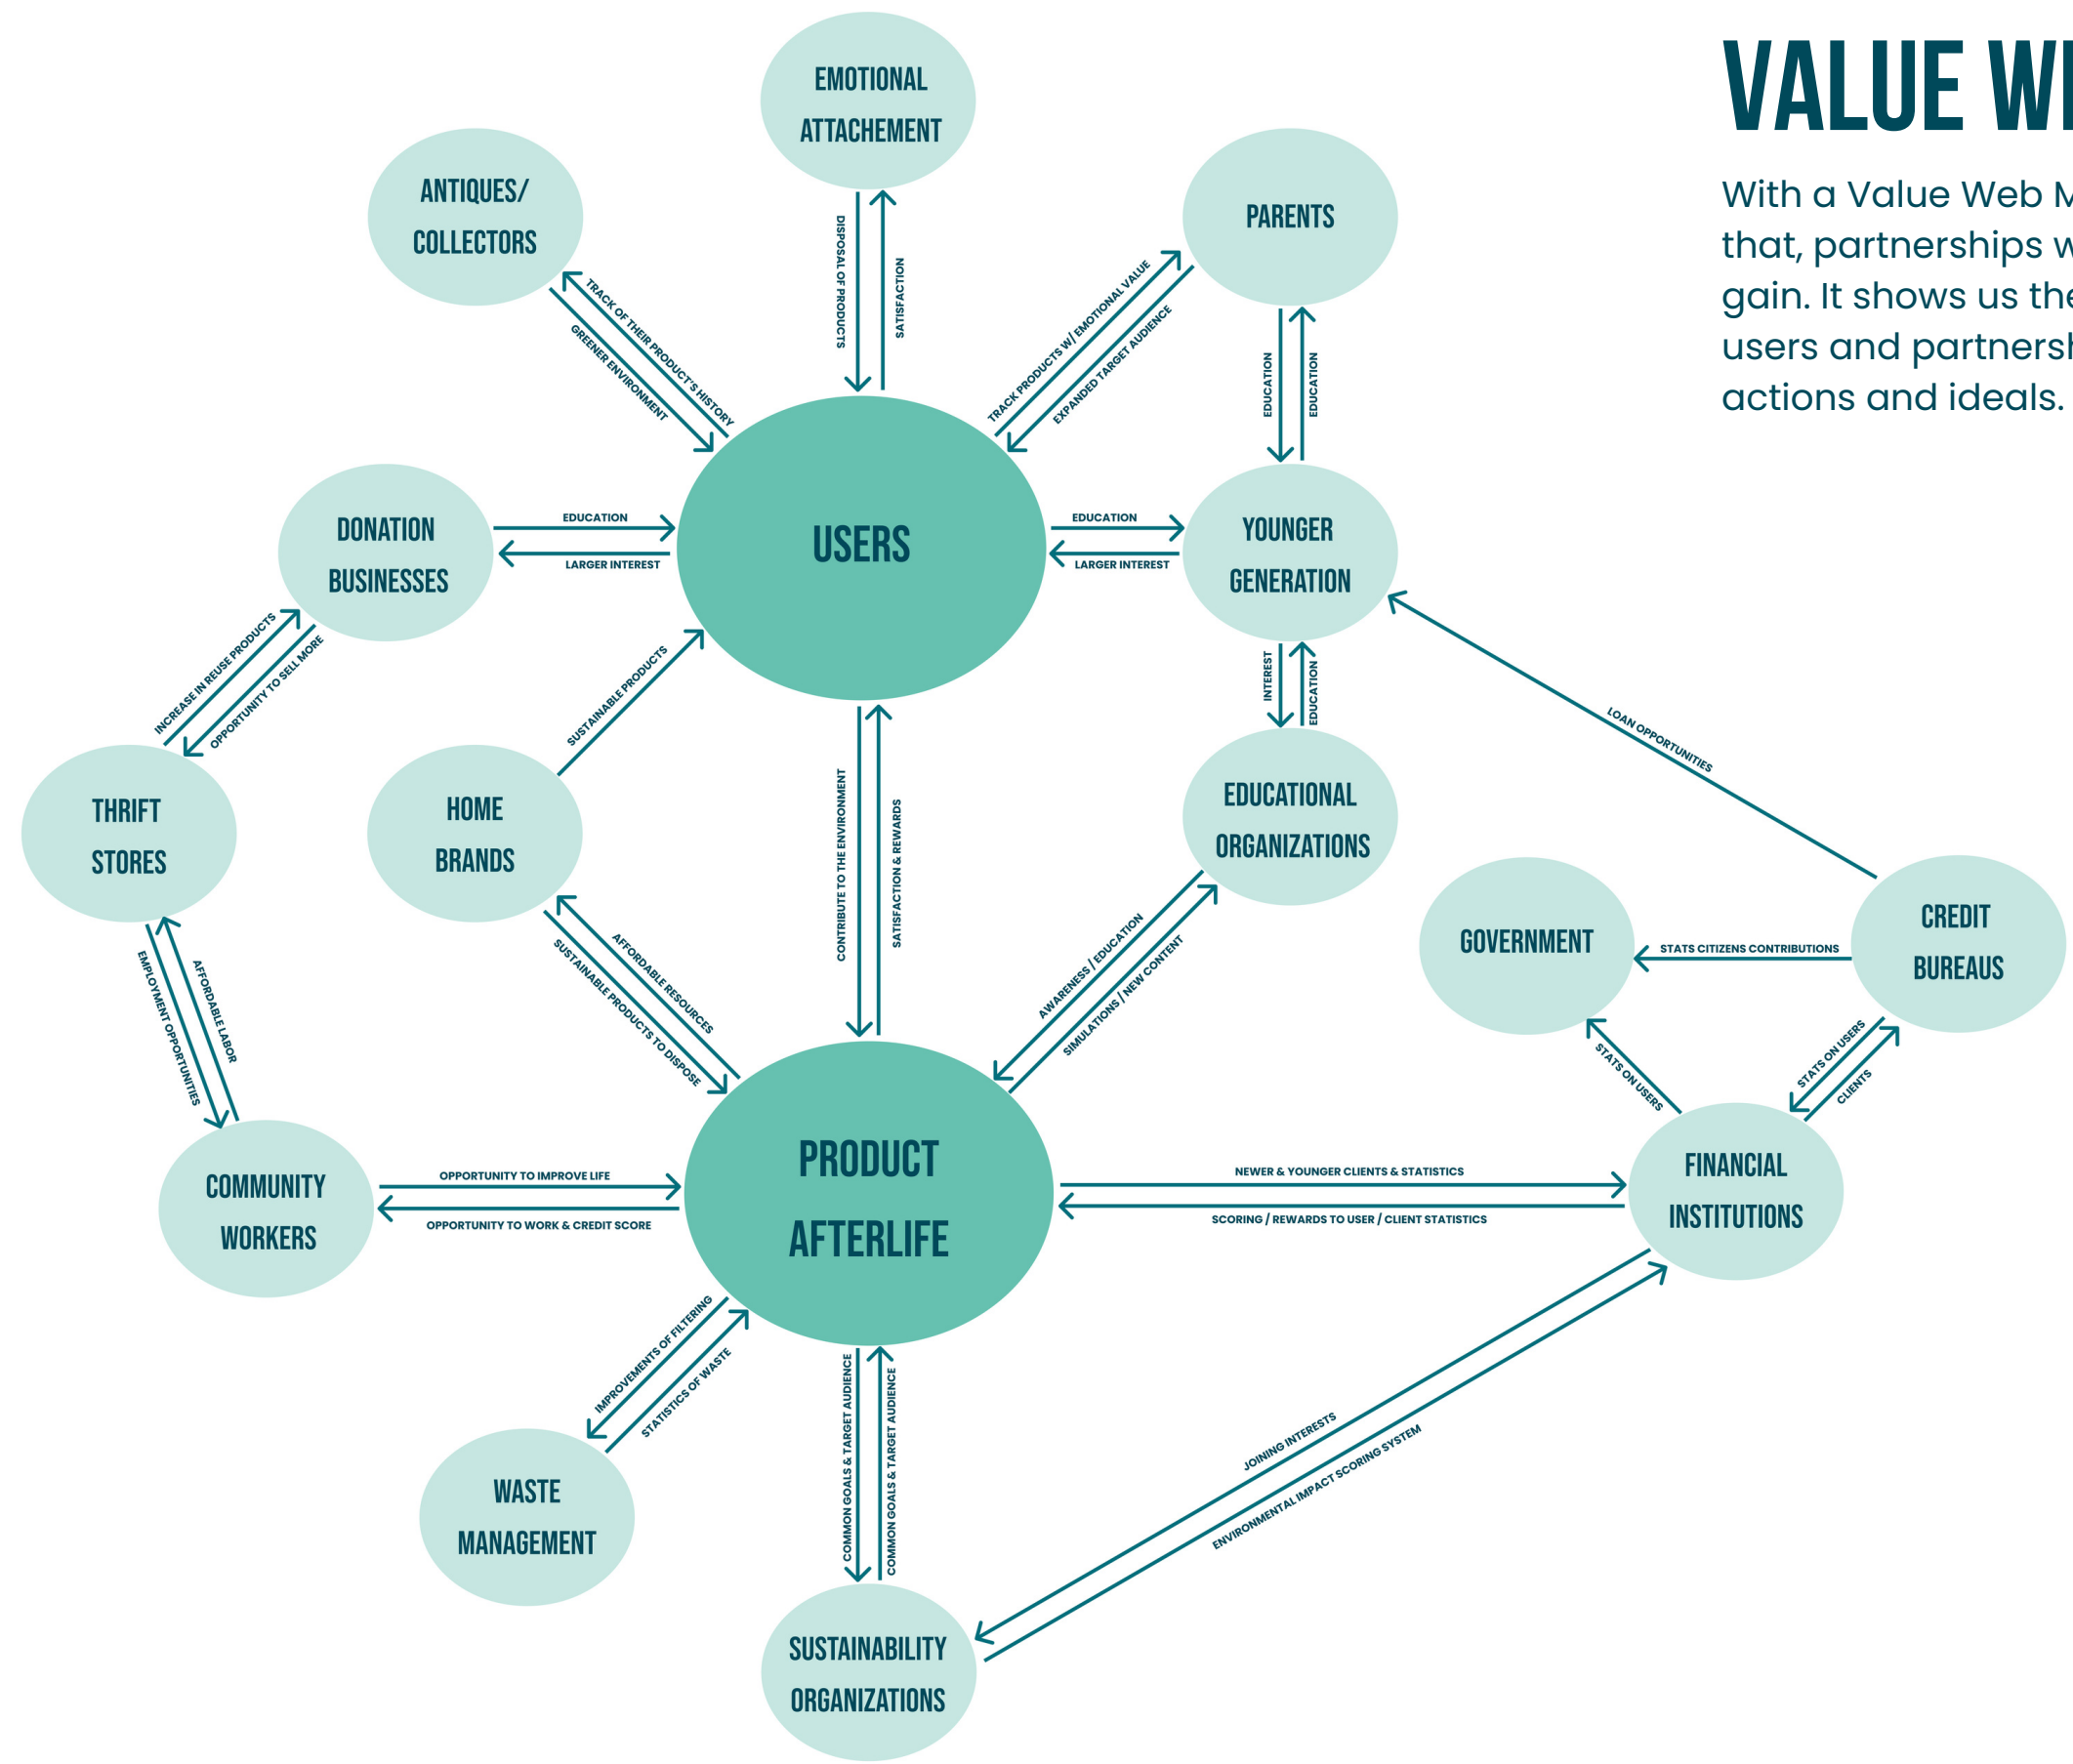 VALUE WE
With a Value Web M
that, partnerships w
gain. It shows us the
users and partnersh
actions and ideals.
EMOTIONAL
ATTACHEMENT
ANTIQUES/
COLLECTORS
PARENTS
DISPOSAL OF PRODUCTS
SATISFACTION
TRACK OF THEIR PRODUCT'S HISTORY
GREENER ENVIRONMENT
TRACK PRODUCTS W/ EMOTIONAL VALUE
EXPANDED TARGET AUDIENCE
EDUCATION
EDUCATION
DONATION
BUSINESSES
EDUCATION
LARGER INTEREST
USERS
EDUCATION
LARGER INTEREST
YOUNGER
GENERATION
INCREASE IN REUSE PRODUCTS
OPPORTUNITY TO SELL MORE
SUSTAINABLE PRODUCTS
INTEREST
EDUCATION
LOAN OPPORTUNITIES
THRIFT
STORES
HOME
BRANDS
CONTRIBUTE TO THE ENVIRONMENT
SATISFACTION & REWARDS
EDUCATIONAL
ORGANIZATIONS
GOVERNMENT
STATS CITIZENS CONTRIBUTIONS
CREDIT
BUREAUS
EMPLOYMENT OPPORTUNITIES
AFFORDABLE LABOR
AFFORDABLE RESOURCES
SUSTAINABLE PRODUCTS TO DISPOSE
AWARENESS / EDUCATION
SIMULATIONS / NEW CONTENT
STATS ON USERS
STATS ON USERS
CLIENTS
COMMUNITY
WORKERS
OPPORTUNITY TO IMPROVE LIFE
OPPORTUNITY TO WORK & CREDIT SCORE
PRODUCT
AFTERLIFE
NEWER & YOUNGER CLIENTS & STATISTICS
SCORING / REWARDS TO USER / CLIENT STATISTICS
FINANCIAL
INSTITUTIONS
IMPROVEMENTS OF FILTERING
STATISTICS OF WASTE
COMMON GOALS & TARGET AUDIENCE
COMMON GOALS & TARGET AUDIENCE
JOINING INTERESTS
ENVIRONMENTAL IMPACT SCORING SYSTEM
WASTE
MANAGEMENT
SUSTAINABILITY
ORGANIZATIONS